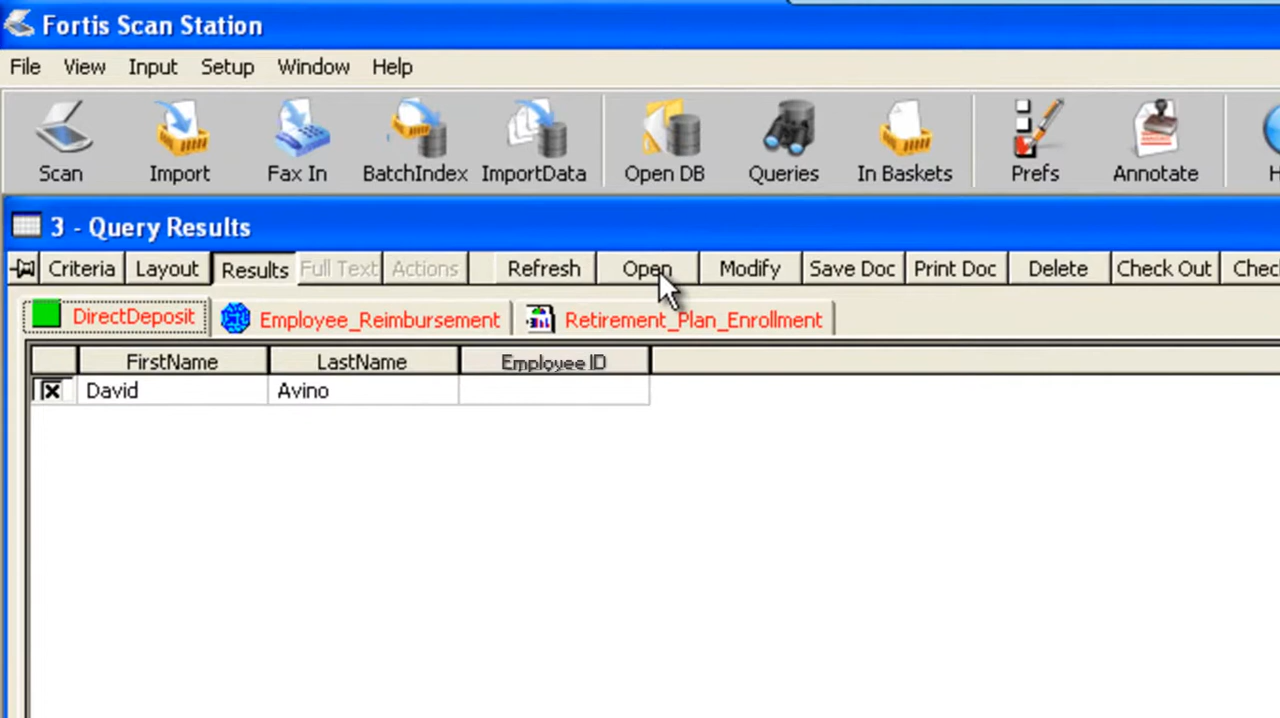 Fortis Scan Station
File View Input Setup Window Help
Scan Import Fax In BatchIndex ImportData Open DB Queries In Baskets Prefs Annotate
3 - Query Results
Criteria Layout Results Full Text Actions Refresh Open Modify Save Doc Print Doc Delete Check Out
DirectDeposit Employee_Reimbursement Retirement_Plan_Enrollment
FirstName LastName Employee ID
David Avino